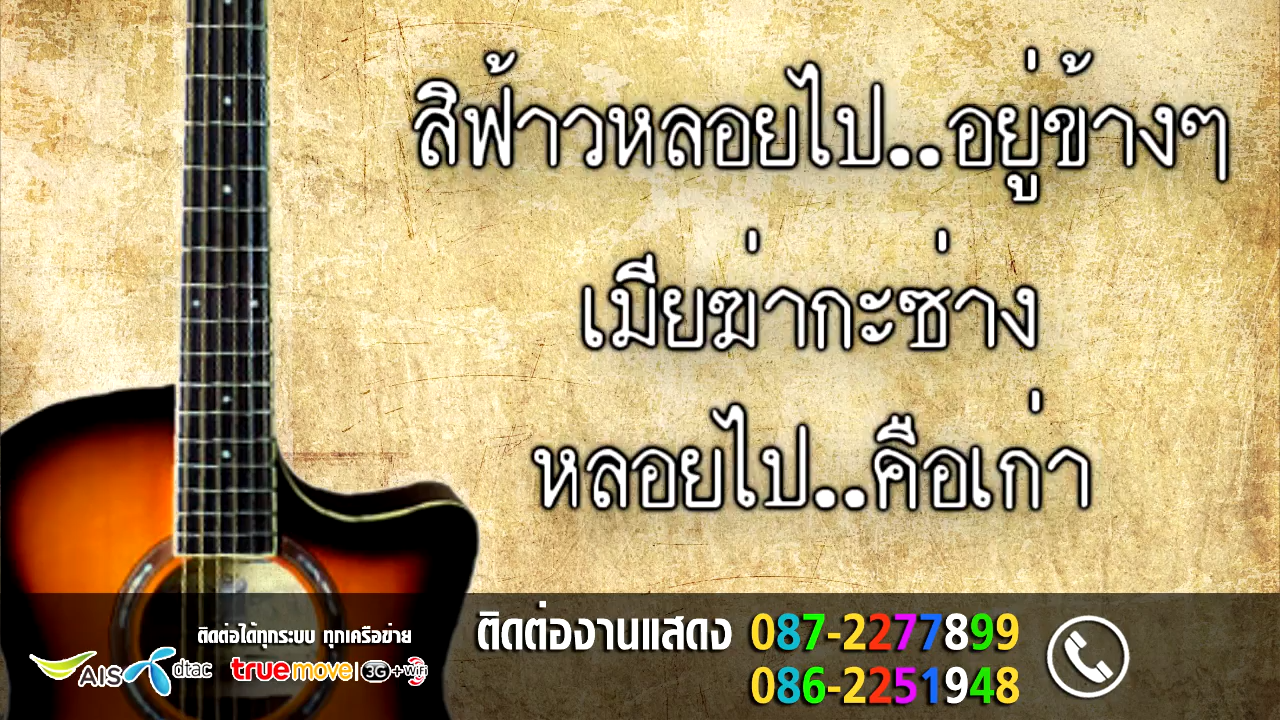 สิฟ้าวหลอยไป..อยู่ข้างๆ
เมียฆ่ากะซ่าง
หลอยไป..คือเก่า
ติดต่อได้ทุกระบบ ทุกเครือข่าย
AIS dtac truemove | 3G+WiFi
ติดต่องานแสดง 087-2277899
086-2251948